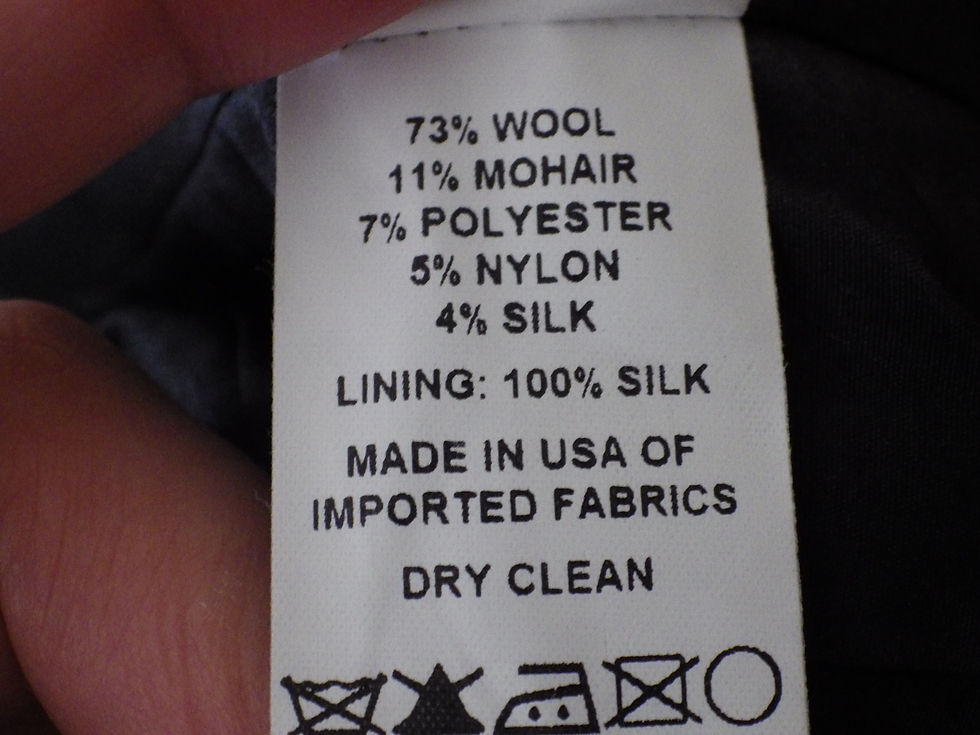 73% WOOL
11% MOHAIR
7% POLYESTER
5% NYLON
4% SILK
LINING: 100% SILK
MADE IN USA OF
IMPORTED FABRICS
DRY CLEAN